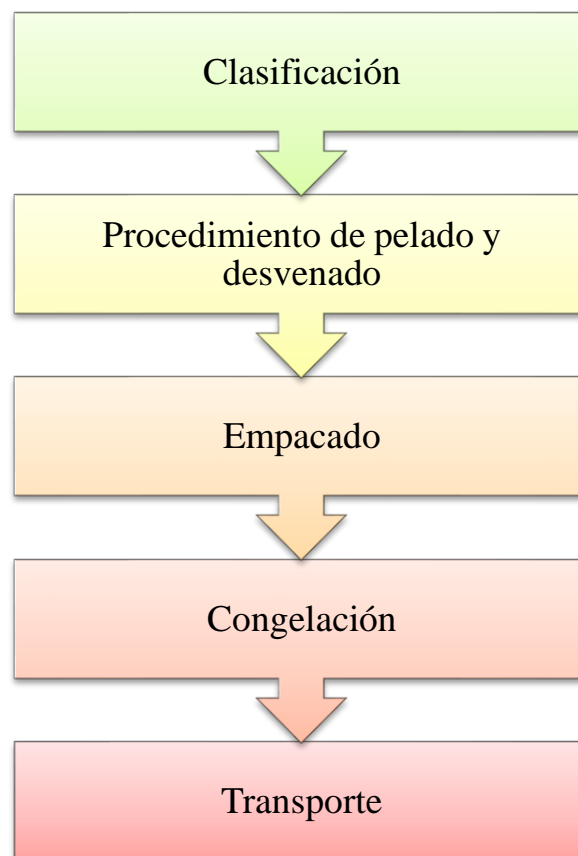 Clasificación
Procedimiento de pelado y
desvenado
Empacado
Congelación
Transporte